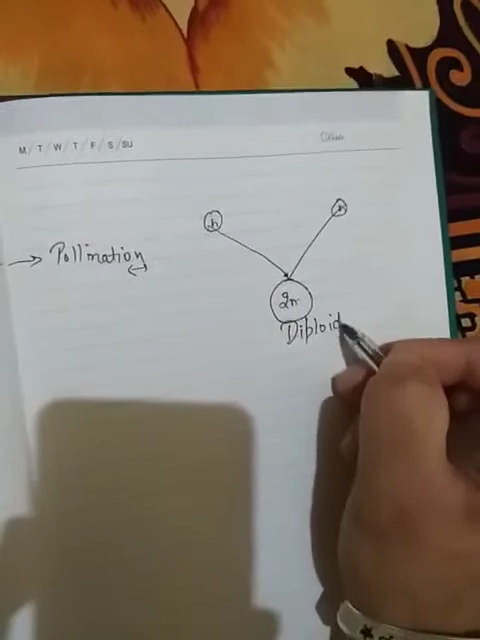 M / T / W / T / F / S / SU
Date
n
n
→ Pollination
2n
Diploid